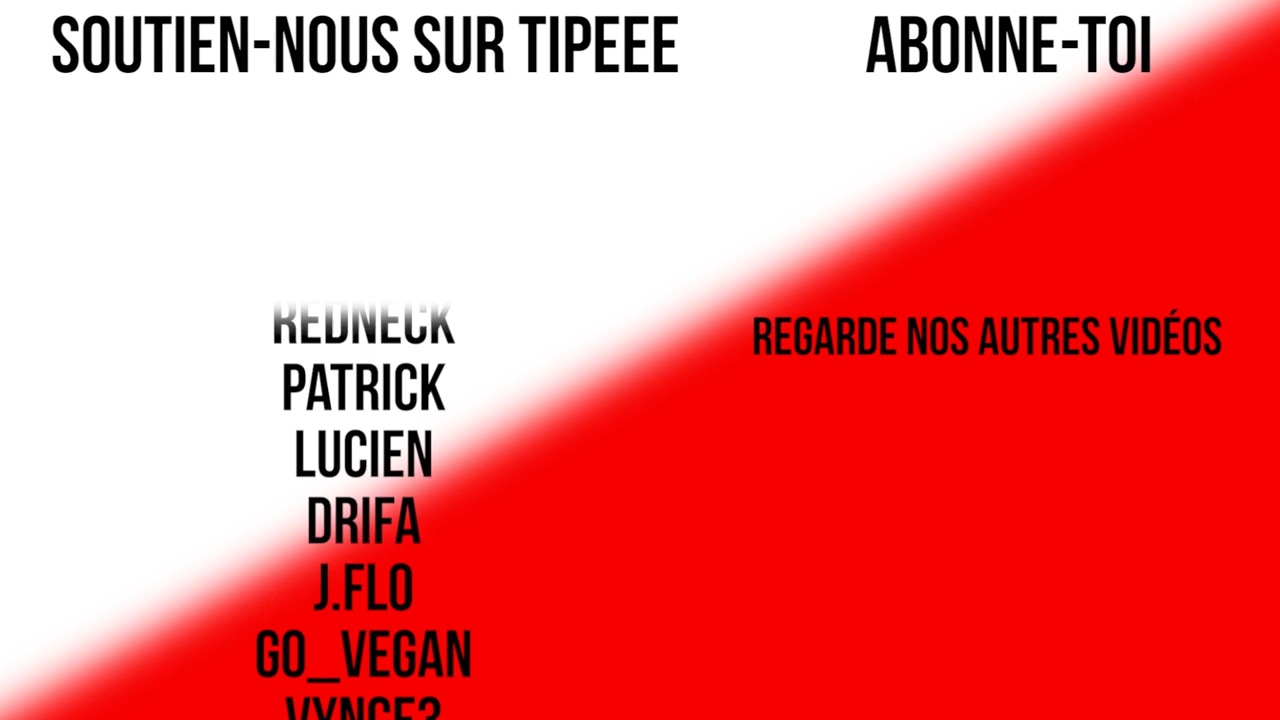 SOUTIEN-NOUS SUR TIPEEE
ABONNE-TOI
REGARDE NOS AUTRES VIDÉOS
REDNECK
PATRICK
LUCIEN
DRIFA
J.FLO
GO_VEGAN